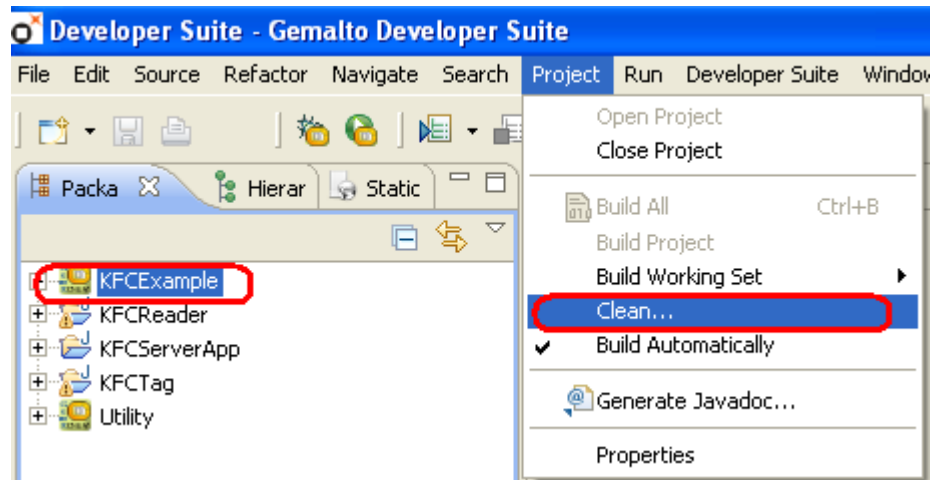 Developer Suite - Gemalto Developer Suite
File Edit Source Refactor Navigate Search Project Run Developer Suite Window
Open Project
Close Project
Packa Hierar Static
Build All Ctrl+B
Build Project
KFCExample
Build Working Set
KFCReader
Clean...
KFCServerApp
Build Automatically
KFCTag
Generate Javadoc...
Utility
Properties